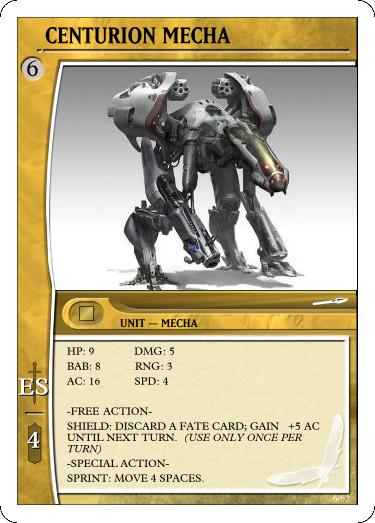 CENTURION MECHA
6
UNIT — MECHA
HP: 9 DMG: 5
BAB: 8 RNG: 3
AC: 16 SPD: 4
-FREE ACTION-
SHIELD: DISCARD A FATE CARD; GAIN +5 AC
UNTIL NEXT TURN. (USE ONLY ONCE PER
TURN)
-SPECIAL ACTION-
SPRINT: MOVE 4 SPACES.
ES
4
6/62